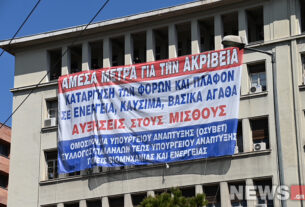 ΑΜΕΣΑ ΜΕΤΡΑ ΓΙΑ ΤΗΝ ΑΚΡΙΒΕΙΑ
ΚΑΤΑΡΓΗΣΗ ΤΩΝ ΦΟΡΩΝ ΚΑΙ ΠΛΑΦΟΝ
ΣΕ ΕΝΕΡΓΕΙΑ, ΚΑΥΣΙΜΑ, ΒΑΣΙΚΑ ΑΓΑΘΑ
ΑΥΞΗΣΕΙΣ ΣΤΟΥΣ ΜΙΣΘΟΥΣ
ΟΜΟΣΠΟΝΔΙΑ ΥΠΟΥΡΓΕΙΟΥ ΑΝΑΠΤΥΞΗΣ (ΟΣΥΒΕΤ)
ΣΥΛΛΟΓΟΣ ΥΠΑΛΛΗΛΩΝ ΤΕΩΣ ΥΠΟΥΡΓΕΙΟΥ ΑΝΑΠΤΥΞΗΣ
ΒΙΟΜΗΧΑΝΙΑΣ ΚΑΙ ΕΝΕΡΓΕΙΑΣ
NEWS